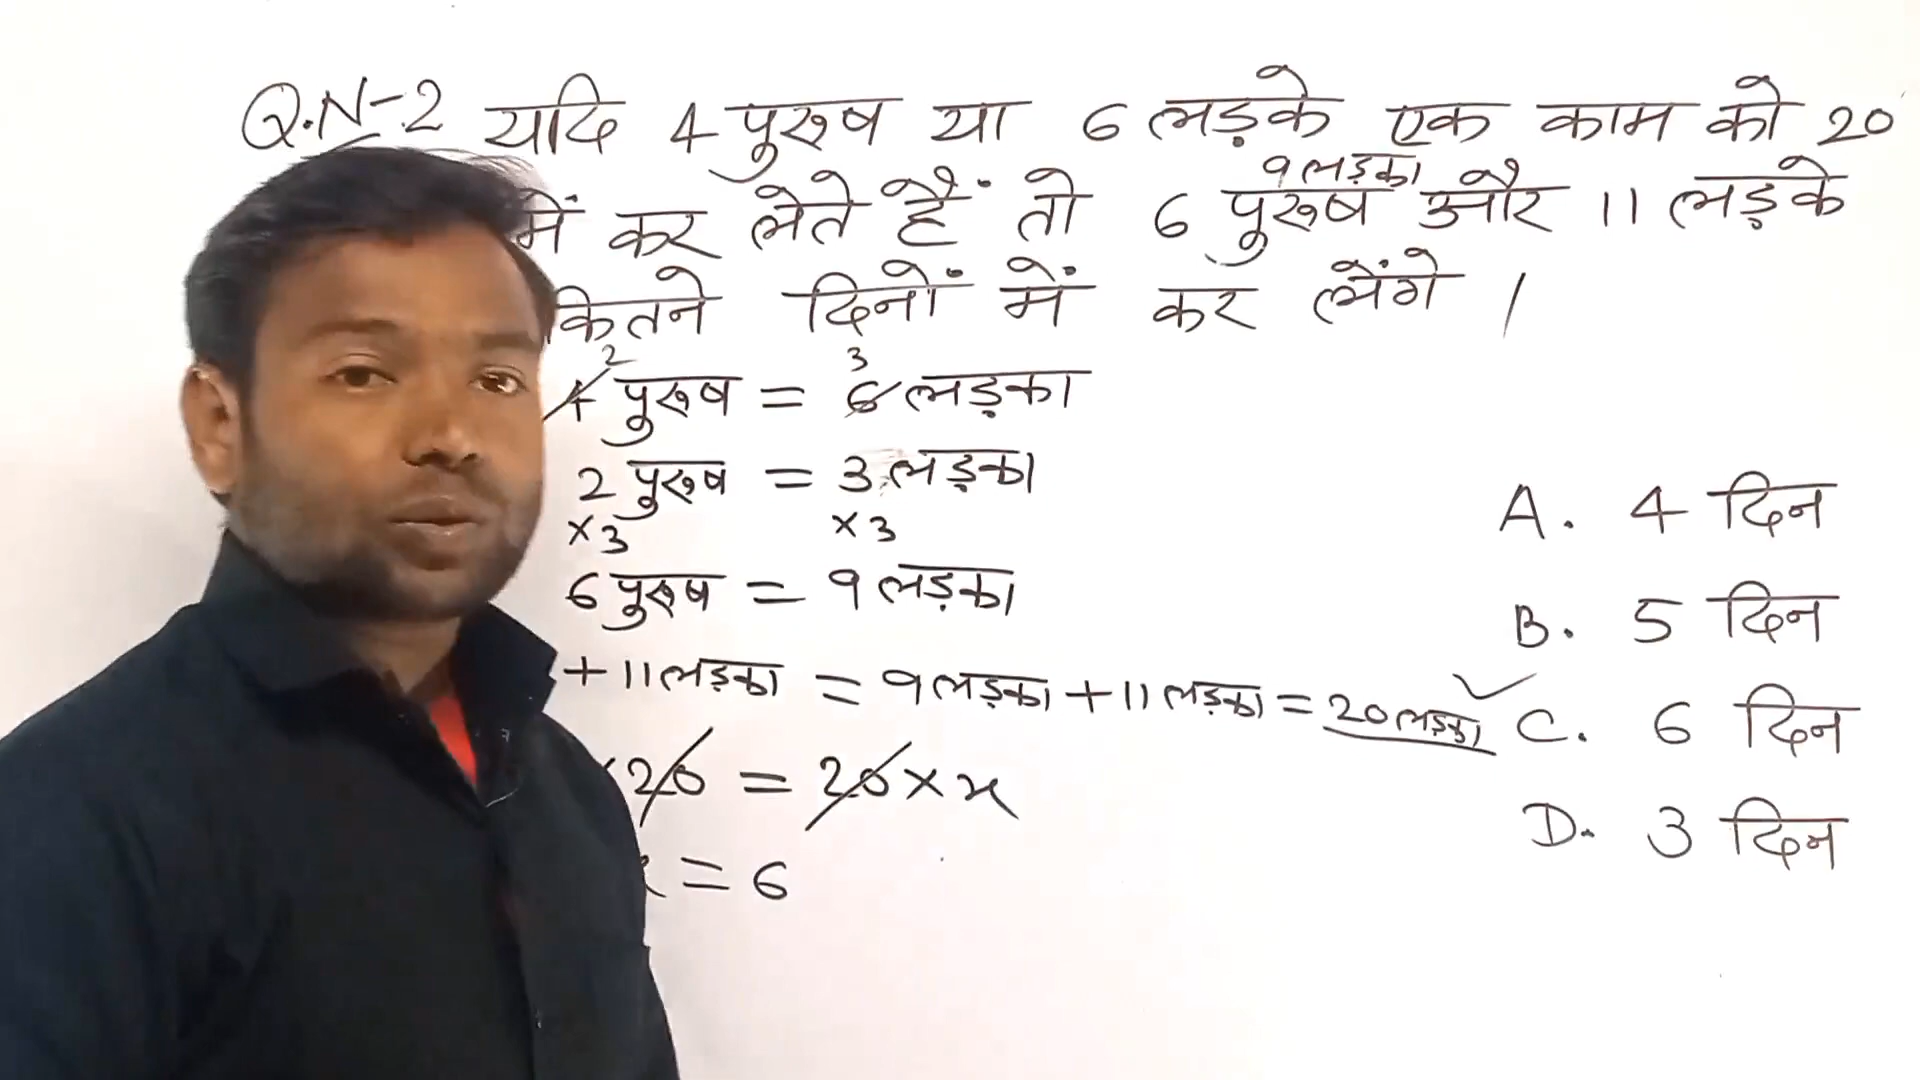 Q.N-2 यदि 4 पुरुष या 6 लड़के एक काम को 20
9 लड़का
में कर लेते हैं तो 6 पुरुष और 11 लड़के
कितने दिनों में कर लेंगे /
2 3
4 पुरुष = 6 लड़का
2 पुरुष = 3 लड़का
×3 ×3
6 पुरुष = 9 लड़का
+ 11 लड़का = 9 लड़का + 11 लड़का = 20 लड़का
20 = 20 × x
= 6
A. 4 दिन
B. 5 दिन
C. 6 दिन
D. 3 दिन